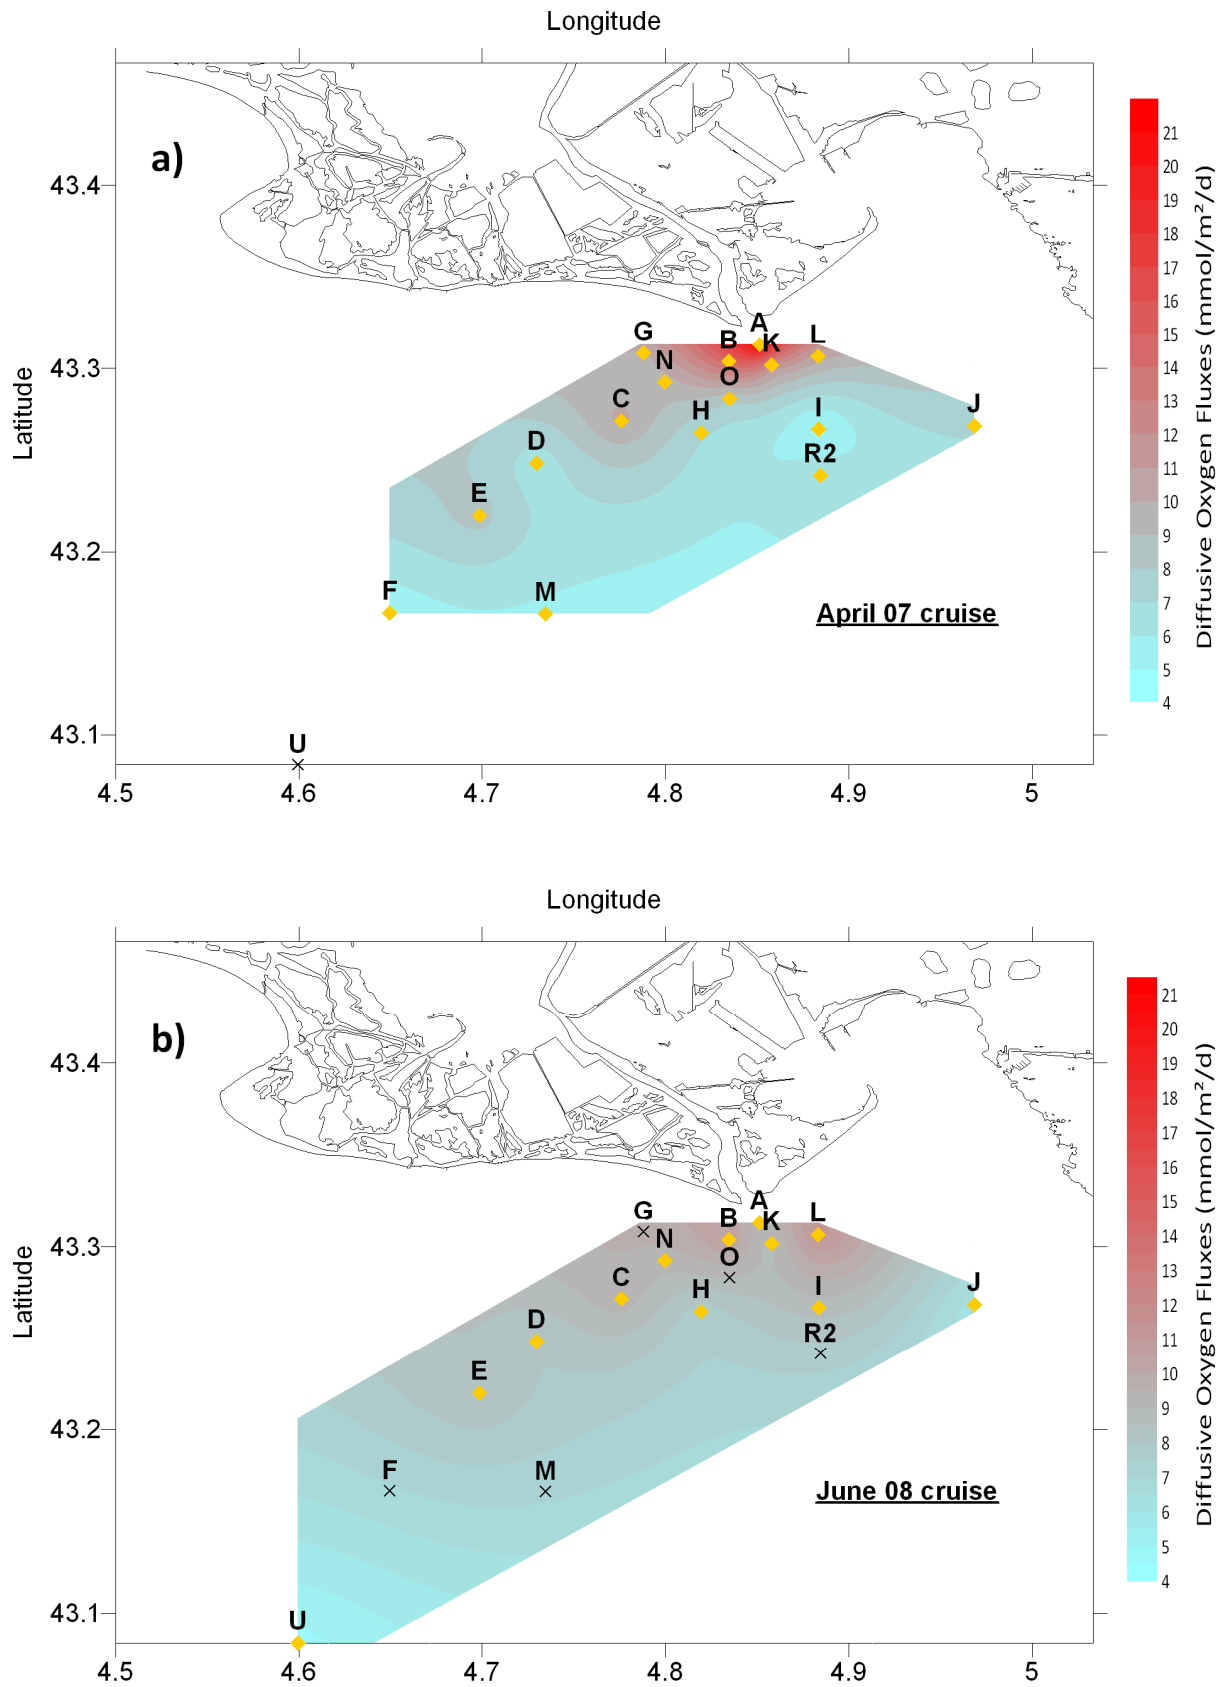 Longitude
a)
43.4
43.3
43.2
43.1
Latitude
A
G
B
K
L
N
O
C
H
I
J
D
R2
E
F
M
U
April 07 cruise
4.5
4.6
4.7
4.8
4.9
5
21
20
19
18
17
16
15
14
13
12
11
10
9
8
7
6
5
4
Diffusive Oxygen Fluxes (mmol/m²/d)
Longitude
b)
43.4
43.3
43.2
43.1
Latitude
A
G
B
K
L
N
O
C
H
I
J
D
R2
E
F
M
U
June 08 cruise
4.5
4.6
4.7
4.8
4.9
5
21
20
19
18
17
16
15
14
13
12
11
10
9
8
7
6
5
4
Diffusive Oxygen Fluxes (mmol/m²/d)